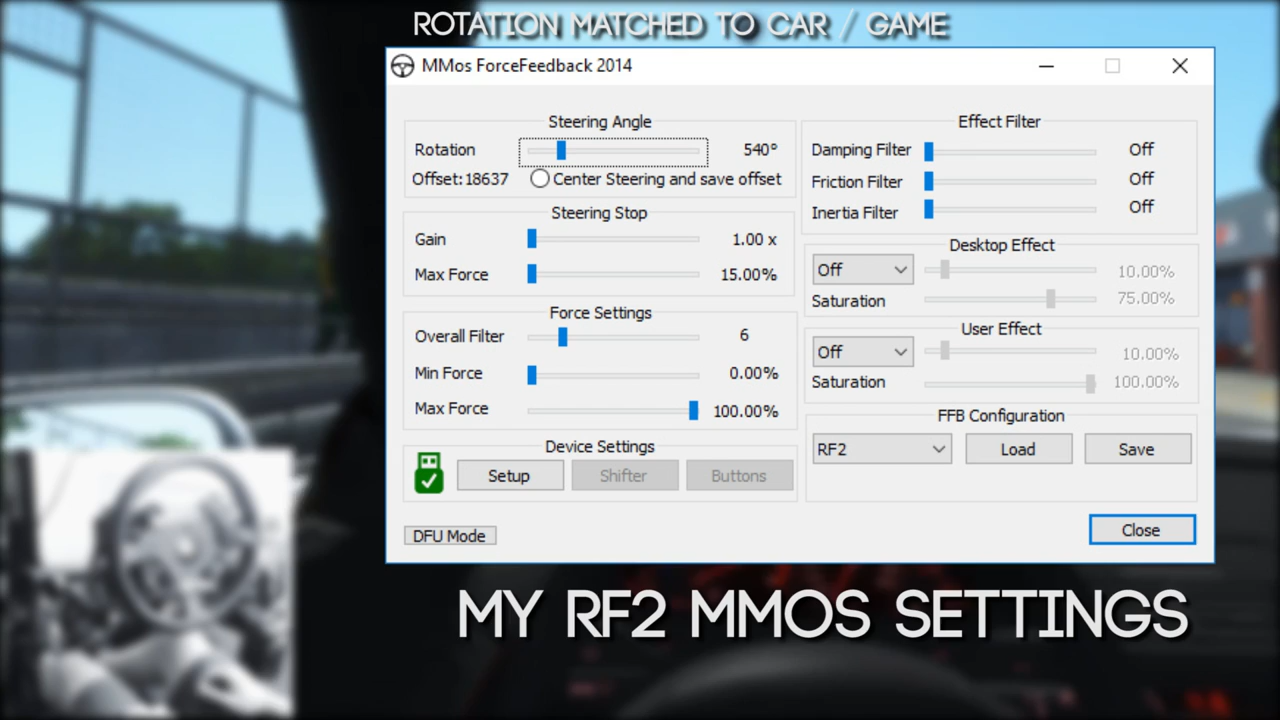 ROTATION MATCHED TO CAR / GAME
MMos ForceFeedback 2014
Steering Angle
Rotation 540°
Offset:18637 Center Steering and save offset
Steering Stop
Gain 1.00 x
Max Force 15.00%
Force Settings
Overall Filter 6
Min Force 0.00%
Max Force 100.00%
Device Settings
Setup Shifter Buttons
DFU Mode
Effect Filter
Damping Filter Off
Friction Filter Off
Inertia Filter Off
Desktop Effect
Off 10.00%
Saturation 75.00%
User Effect
Off 10.00%
Saturation 100.00%
FFB Configuration
RF2 Load Save
Close
MY RF2 MMOS SETTINGS